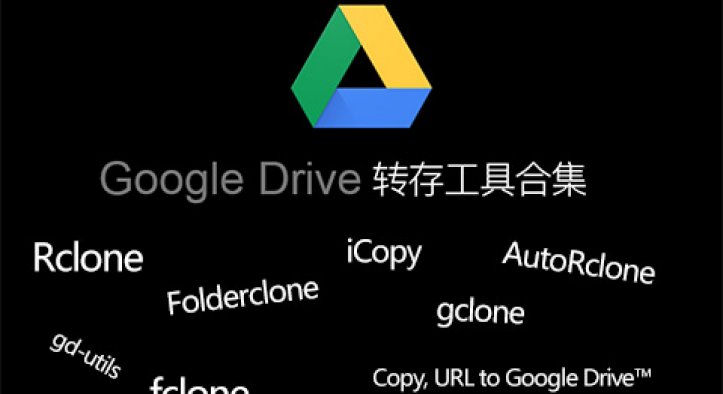 Google Drive 转存工具合集
Rclone
iCopy
AutoRclone
Folderclone
gclone
gd-utils
fclone
Copy, URL to Google Drive™